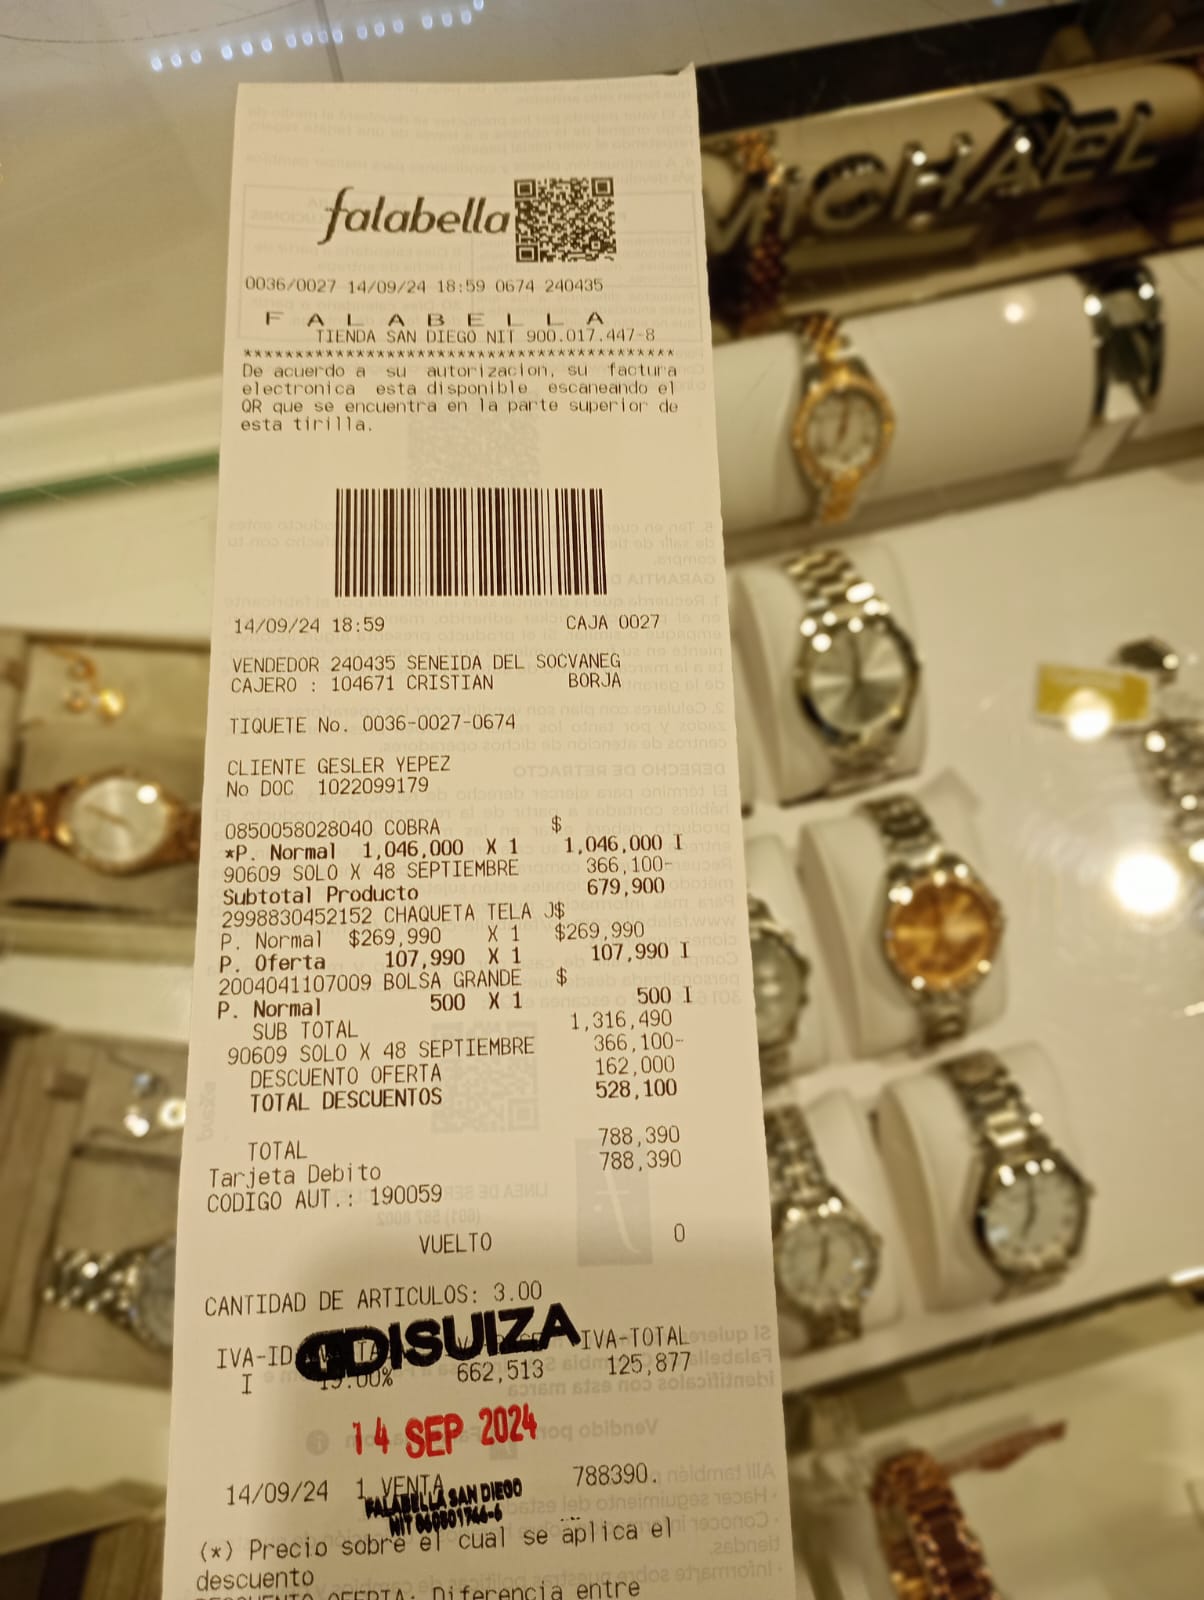 falabella
0036/0027 14/09/24 18:59 0674 240435
F A L A B E L L A
TIENDA SAN DIEGO NIT 900.017.447-8
******************************************
De acuerdo a su autorizacion, su factura
electronica esta disponible escaneando el
QR que se encuentra en la parte superior de
esta tirilla.
14/09/24 18:59 CAJA 0027
VENDEDOR 240435 SENEIDA DEL SOCVANEG
CAJERO : 104671 CRISTIAN BORJA
TIQUETE No. 0036-0027-0674
CLIENTE GESLER YEPEZ
No DOC 1022099179
0850058028040 COBRA $
*P. Normal 1,046,000 X 1 1,046,000 I
90609 SOLO X 48 SEPTIEMBRE 366,100-
Subtotal Producto 679,900
2998830452152 CHAQUETA TELA J$
P. Normal $269,990 X 1 $269,990
P. Oferta 107,990 X 1 107,990 I
2004041107009 BOLSA GRANDE $
P. Normal 500 X 1 500 I
SUB TOTAL 1,316,490
90609 SOLO X 48 SEPTIEMBRE 366,100-
DESCUENTO OFERTA 162,000
TOTAL DESCUENTOS 528,100
TOTAL 788,390
Tarjeta Debito 788,390
CODIGO AUT.: 190059
VUELTO 0
CANTIDAD DE ARTICULOS: 3.00
DISUIZA
IVA-ID IVA-TOTAL
I 19.00% 662,513 125,877
14 SEP 2024
14/09/24 1 VENTA 788390.
FALABELLA SAN DIEGO
(*) Precio sobre el cual se aplica el
descuento
DESCUENTO OFERTA: Diferencia entre
MICHAEL